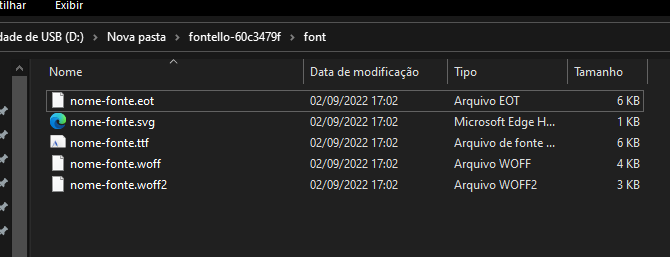 tilhar Exibir
dade de USB (D:) > Nova pasta > fontello-60c3479f > font
Nome Data de modificação Tipo Tamanho
nome-fonte.eot 02/09/2022 17:02 Arquivo EOT 6 KB
nome-fonte.svg 02/09/2022 17:02 Microsoft Edge H... 1 KB
nome-fonte.ttf 02/09/2022 17:02 Arquivo de fonte ... 6 KB
nome-fonte.woff 02/09/2022 17:02 Arquivo WOFF 4 KB
nome-fonte.woff2 02/09/2022 17:02 Arquivo WOFF2 3 KB